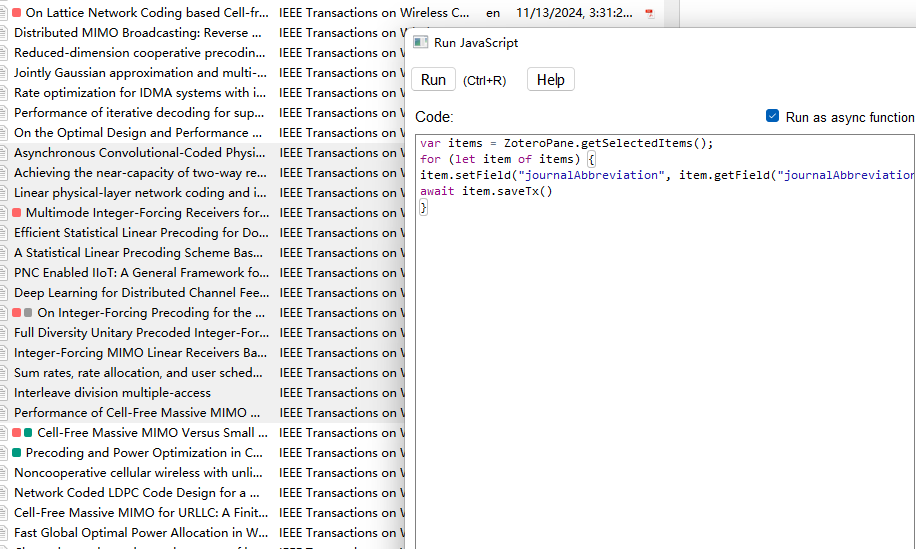 On Lattice Network Coding based Cell-fr... IEEE Transactions on Wireless C... en 11/13/2024, 3:31:2...
Distributed MIMO Broadcasting: Reverse ... IEEE Transactions on W
Reduced-dimension cooperative precodin... IEEE Transactions on W
Jointly Gaussian approximation and multi-... IEEE Transactions on W
Rate optimization for IDMA systems with i... IEEE Transactions on W
Performance of iterative decoding for sup... IEEE Transactions on W
On the Optimal Design and Performance ... IEEE Transactions on W
Asynchronous Convolutional-Coded Physi... IEEE Transactions on W
Achieving the near-capacity of two-way re... IEEE Transactions on W
Linear physical-layer network coding and i... IEEE Transactions on W
Multimode Integer-Forcing Receivers for... IEEE Transactions on W
Efficient Statistical Linear Precoding for Do... IEEE Transactions on W
A Statistical Linear Precoding Scheme Bas... IEEE Transactions on W
PNC Enabled IIoT: A General Framework fo... IEEE Transactions on W
Deep Learning for Distributed Channel Fee... IEEE Transactions on W
On Integer-Forcing Precoding for the ... IEEE Transactions on W
Full Diversity Unitary Precoded Integer-For... IEEE Transactions on W
Integer-Forcing MIMO Linear Receivers Ba... IEEE Transactions on W
Sum rates, rate allocation, and user sched... IEEE Transactions on W
Interleave division multiple-access IEEE Transactions on W
Performance of Cell-Free Massive MIMO ... IEEE Transactions on W
Cell-Free Massive MIMO Versus Small ... IEEE Transactions on W
Precoding and Power Optimization in C... IEEE Transactions on W
Noncooperative cellular wireless with unli... IEEE Transactions on W
Network Coded LDPC Code Design for a ... IEEE Transactions on W
Cell-Free Massive MIMO for URLLC: A Finit... IEEE Transactions on W
Fast Global Optimal Power Allocation in W... IEEE Transactions on W
Run JavaScript
Run (Ctrl+R) Help
Code: Run as async function
var items = ZoteroPane.getSelectedItems();
for (let item of items) {
item.setField("journalAbbreviation", item.getField("journalAbbreviation
await item.saveTx()
}